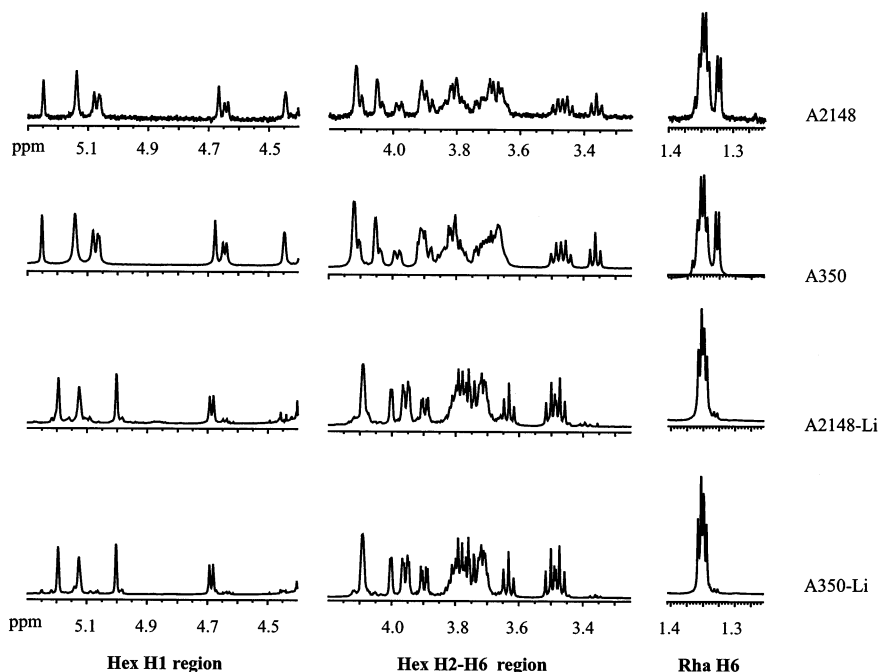 A2148
ppm 5.1 4.9 4.7 4.5 4.0 3.8 3.6 3.4 1.4 1.3
A350
A2148-Li
A350-Li
ppm 5.1 4.9 4.7 4.5 4.0 3.8 3.6 3.4 1.4 1.3
Hex H1 region Hex H2-H6 region Rha H6